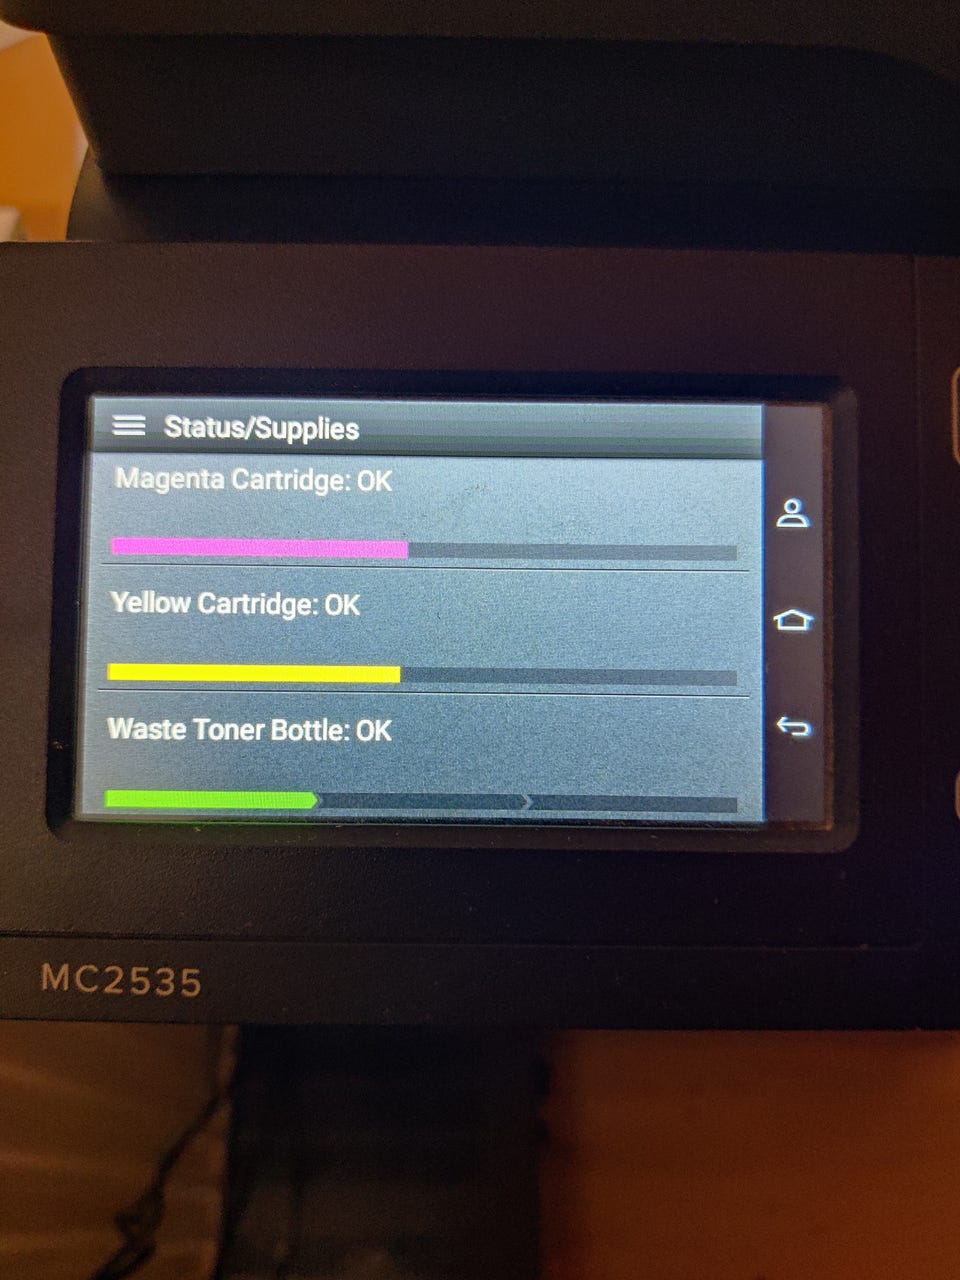 Status/Supplies
Magenta Cartridge: OK
Yellow Cartridge: OK
Waste Toner Bottle: OK
MC2535